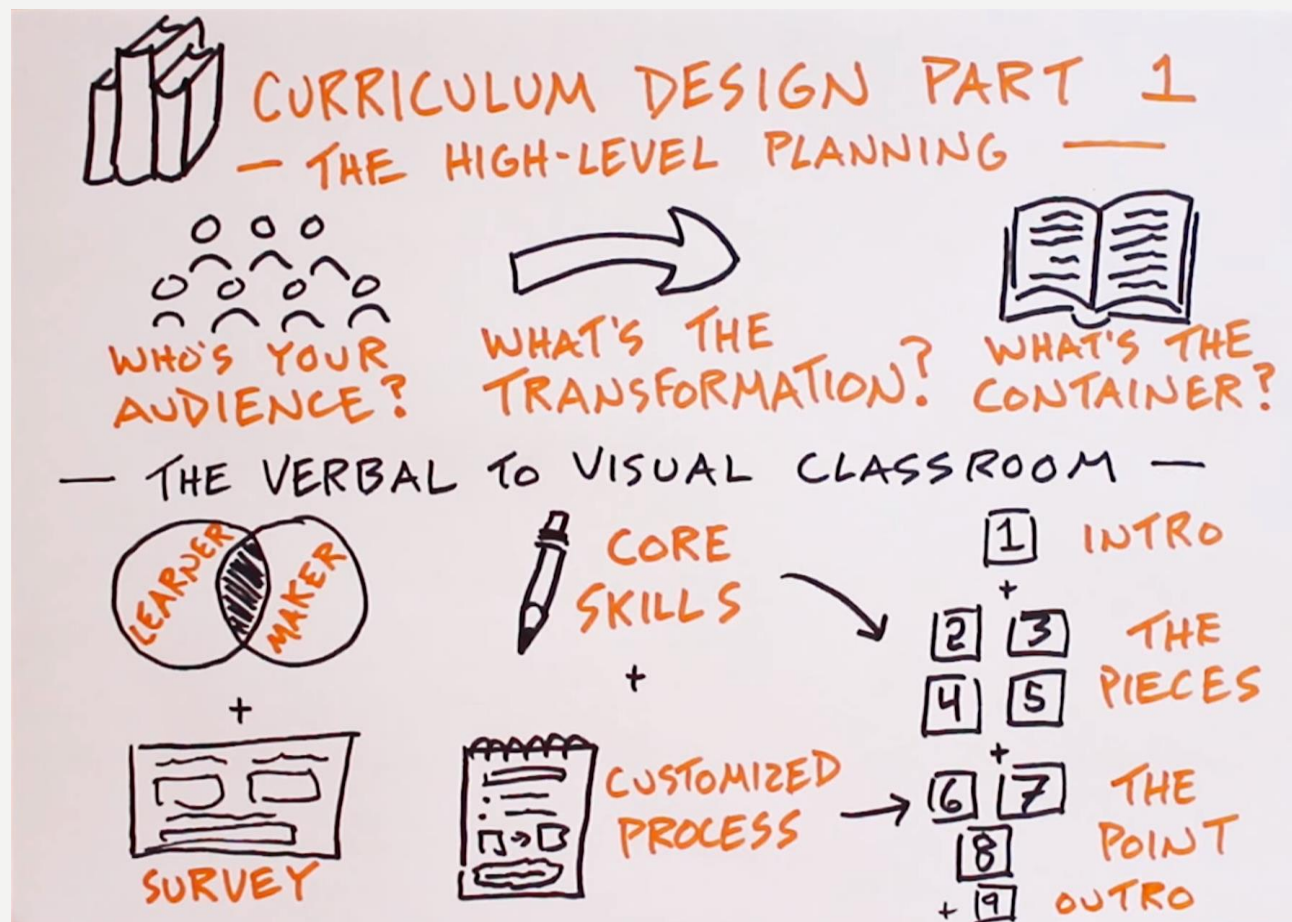 CURRICULUM DESIGN PART 1
— THE HIGH-LEVEL PLANNING —
WHO'S YOUR
AUDIENCE?
WHAT'S THE
TRANSFORMATION?
WHAT'S THE
CONTAINER?
— THE VERBAL TO VISUAL CLASSROOM —
LEARNER
MAKER
+
SURVEY
CORE
SKILLS
+
CUSTOMIZED
PROCESS
1 INTRO
+
2 3 THE
4 5 PIECES
+
6 7 THE
8 POINT
+ 9 OUTRO